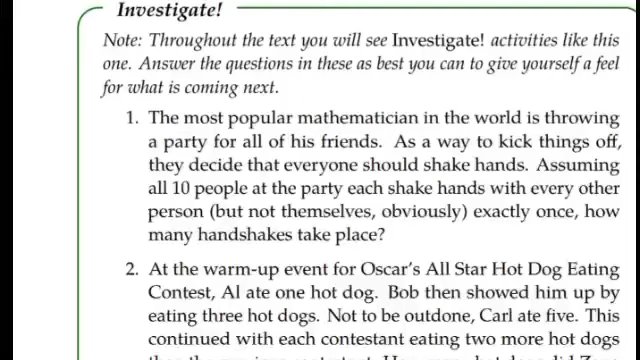 Investigate!
Note: Throughout the text you will see Investigate! activities like this
one. Answer the questions in these as best you can to give yourself a feel
for what is coming next.
1. The most popular mathematician in the world is throwing
a party for all of his friends. As a way to kick things off,
they decide that everyone should shake hands. Assuming
all 10 people at the party each shake hands with every other
person (but not themselves, obviously) exactly once, how
many handshakes take place?
2. At the warm-up event for Oscar's All Star Hot Dog Eating
Contest, Al ate one hot dog. Bob then showed him up by
eating three hot dogs. Not to be outdone, Carl ate five. This
continued with each contestant eating two more hot dogs